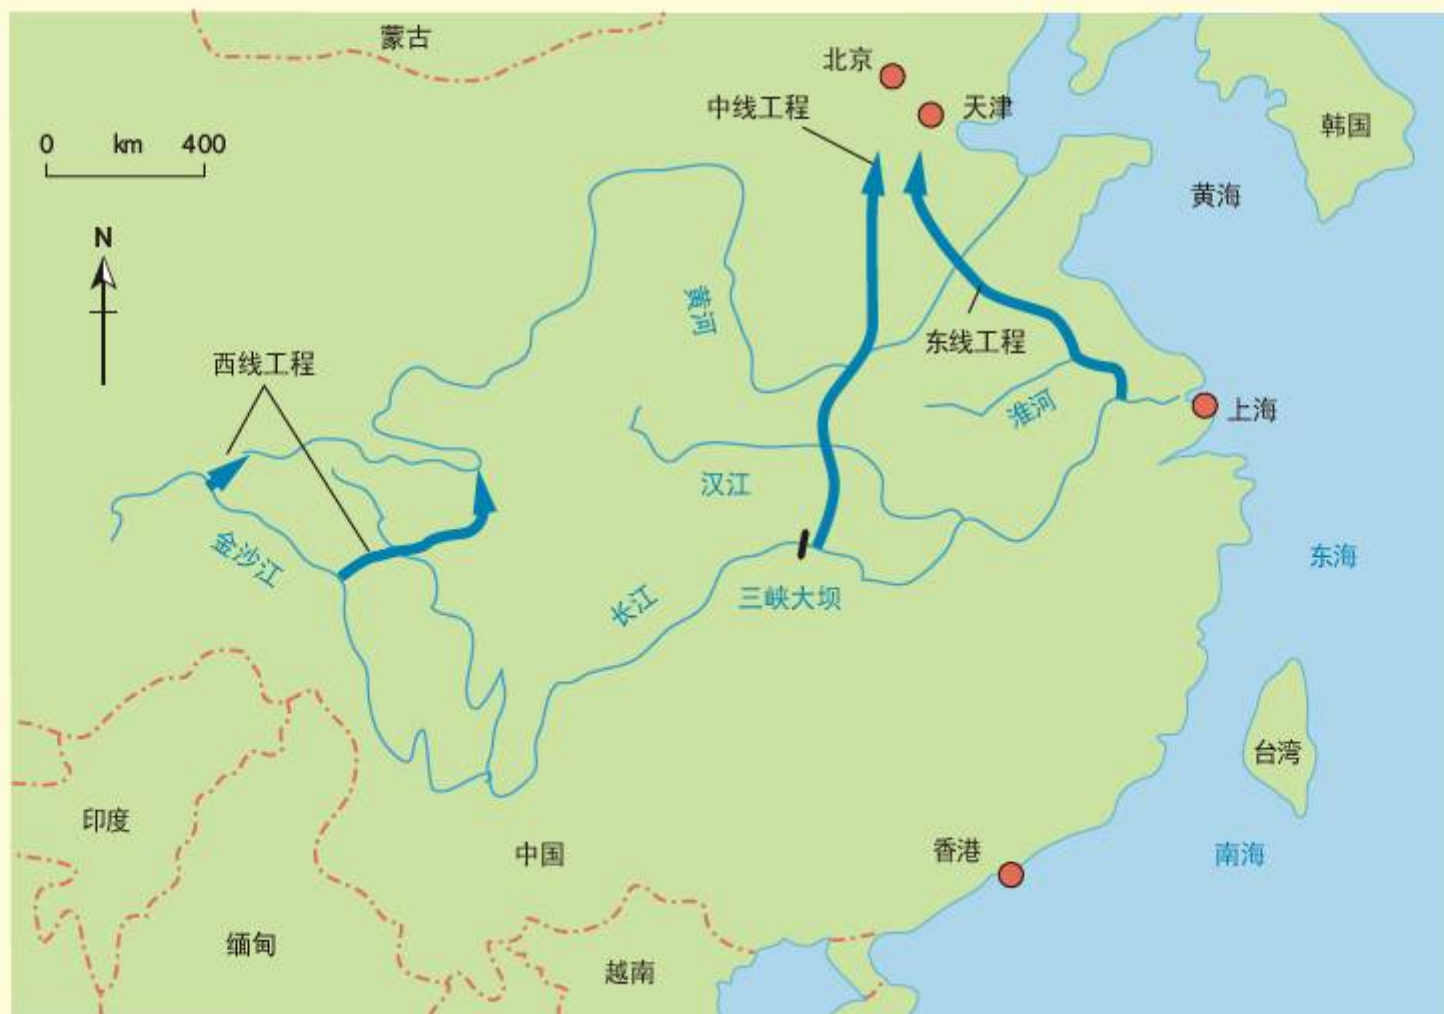 蒙古
北京
中线工程
天津
韩国
0 km 400
黄海
N
黄河
东线工程
西线工程
淮河
上海
汉江
金沙江
东海
长江
三峡大坝
台湾
印度
中国
香港
南海
缅甸
越南